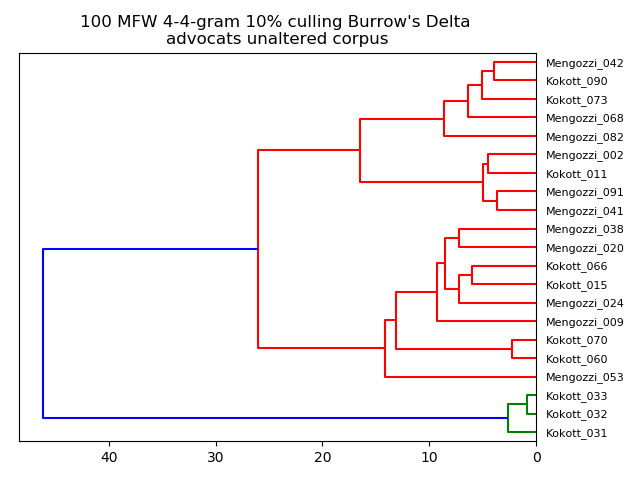 100 MFW 4-4-gram 10% culling Burrow's Delta
advocats unaltered corpus
Mengozzi_042
Kokott_090
Kokott_073
Mengozzi_068
Mengozzi_082
Mengozzi_002
Kokott_011
Mengozzi_091
Mengozzi_041
Mengozzi_038
Mengozzi_020
Kokott_066
Kokott_015
Mengozzi_024
Mengozzi_009
Kokott_070
Kokott_060
Mengozzi_053
Kokott_033
Kokott_032
Kokott_031
40 30 20 10 0